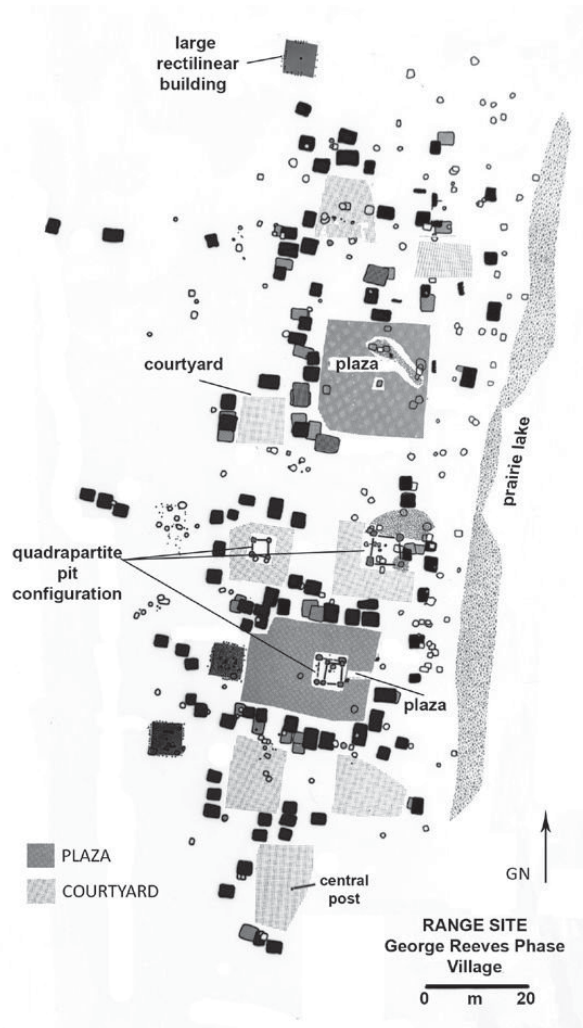 large
rectilinear
building
plaza
courtyard
prairie lake
quadrapartite
pit
configuration
plaza
PLAZA
COURTYARD
central
post
GN
RANGE SITE
George Reeves Phase
Village
0 m 20